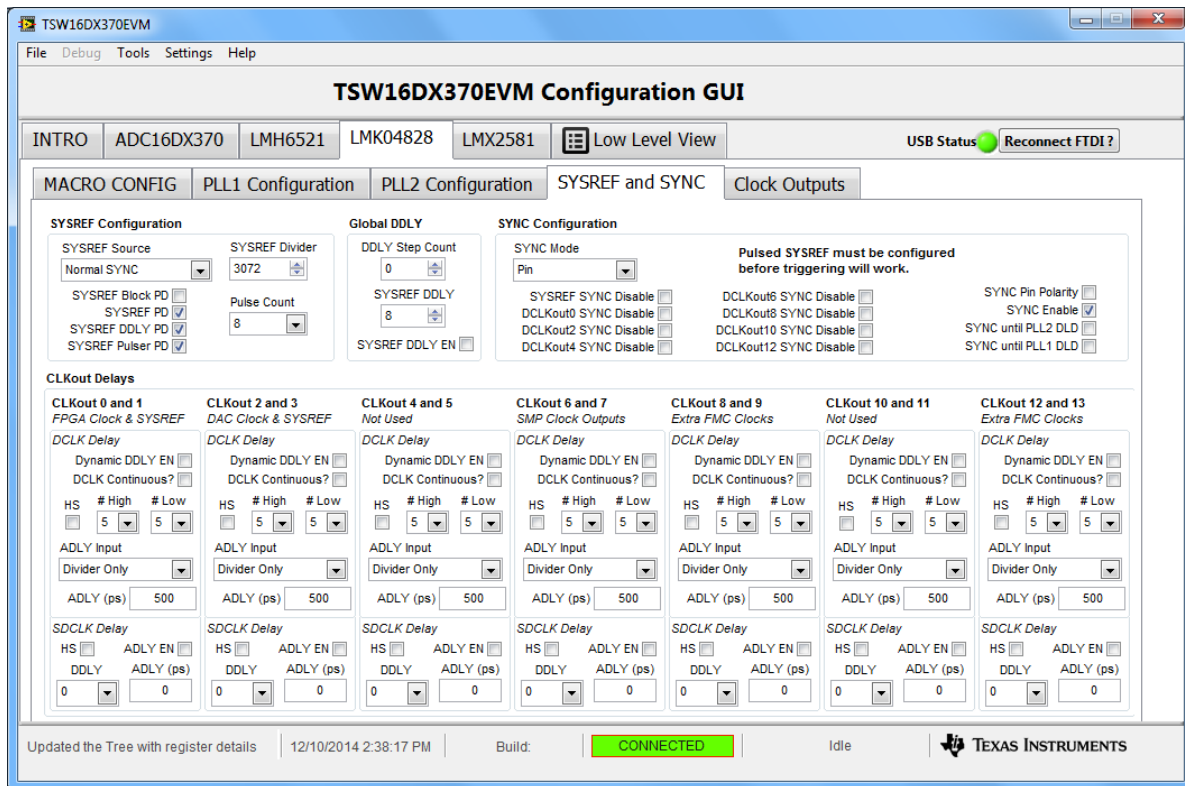 TSW16DX370EVM
File Debug Tools Settings Help
TSW16DX370EVM Configuration GUI
INTRO ADC16DX370 LMH6521 LMK04828 LMX2581 Low Level View USB Status Reconnect FTDI ?
MACRO CONFIG PLL1 Configuration PLL2 Configuration SYSREF and SYNC Clock Outputs
SYSREF Configuration Global DDLY SYNC Configuration
SYSREF Source SYSREF Divider DDLY Step Count SYNC Mode Pulsed SYSREF must be configured
Normal SYNC 3072 0 Pin before triggering will work.
SYSREF Block PD SYSREF DDLY SYSREF SYNC Disable DCLKout6 SYNC Disable SYNC Pin Polarity
SYSREF PD Pulse Count 8 DCLKout0 SYNC Disable DCLKout8 SYNC Disable SYNC Enable
SYSREF DDLY PD 8 DCLKout2 SYNC Disable DCLKout10 SYNC Disable SYNC until PLL2 DLD
SYSREF Pulser PD SYSREF DDLY EN DCLKout4 SYNC Disable DCLKout12 SYNC Disable SYNC until PLL1 DLD
CLKout Delays
CLKout 0 and 1 CLKout 2 and 3 CLKout 4 and 5 CLKout 6 and 7 CLKout 8 and 9 CLKout 10 and 11 CLKout 12 and 13
FPGA Clock & SYSREF DAC Clock & SYSREF Not Used SMP Clock Outputs Extra FMC Clocks Not Used Extra FMC Clocks
DCLK Delay DCLK Delay DCLK Delay DCLK Delay DCLK Delay DCLK Delay DCLK Delay
Dynamic DDLY EN Dynamic DDLY EN Dynamic DDLY EN Dynamic DDLY EN Dynamic DDLY EN Dynamic DDLY EN Dynamic DDLY EN
DCLK Continuous? DCLK Continuous? DCLK Continuous? DCLK Continuous? DCLK Continuous? DCLK Continuous? DCLK Continuous?
HS # High # Low HS # High # Low HS # High # Low HS # High # Low HS # High # Low HS # High # Low HS # High # Low
5 5 5 5 5 5 5 5 5 5 5 5 5 5
ADLY Input ADLY Input ADLY Input ADLY Input ADLY Input ADLY Input ADLY Input
Divider Only Divider Only Divider Only Divider Only Divider Only Divider Only Divider Only
ADLY (ps) 500 ADLY (ps) 500 ADLY (ps) 500 ADLY (ps) 500 ADLY (ps) 500 ADLY (ps) 500 ADLY (ps) 500
SDCLK Delay SDCLK Delay SDCLK Delay SDCLK Delay SDCLK Delay SDCLK Delay SDCLK Delay
HS ADLY EN HS ADLY EN HS ADLY EN HS ADLY EN HS ADLY EN HS ADLY EN HS ADLY EN
DDLY ADLY (ps) DDLY ADLY (ps) DDLY ADLY (ps) DDLY ADLY (ps) DDLY ADLY (ps) DDLY ADLY (ps) DDLY ADLY (ps)
0 0 0 0 0 0 0 0 0 0 0 0 0 0
Updated the Tree with register details 12/10/2014 2:38:17 PM Build: CONNECTED Idle TEXAS INSTRUMENTS